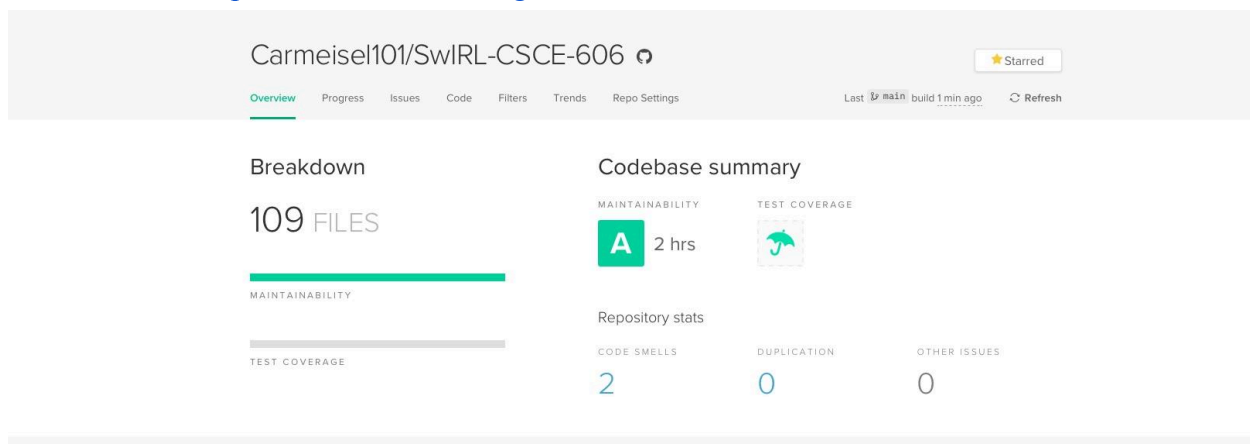 Carmeisel101/SwIRL-CSCE-606
Starred
Overview Progress Issues Code Filters Trends Repo Settings
Last main build 1 min ago Refresh
Breakdown
109 FILES
MAINTAINABILITY
TEST COVERAGE
Codebase summary
MAINTAINABILITY TEST COVERAGE
A 2 hrs
Repository stats
CODE SMELLS DUPLICATION OTHER ISSUES
2 0 0